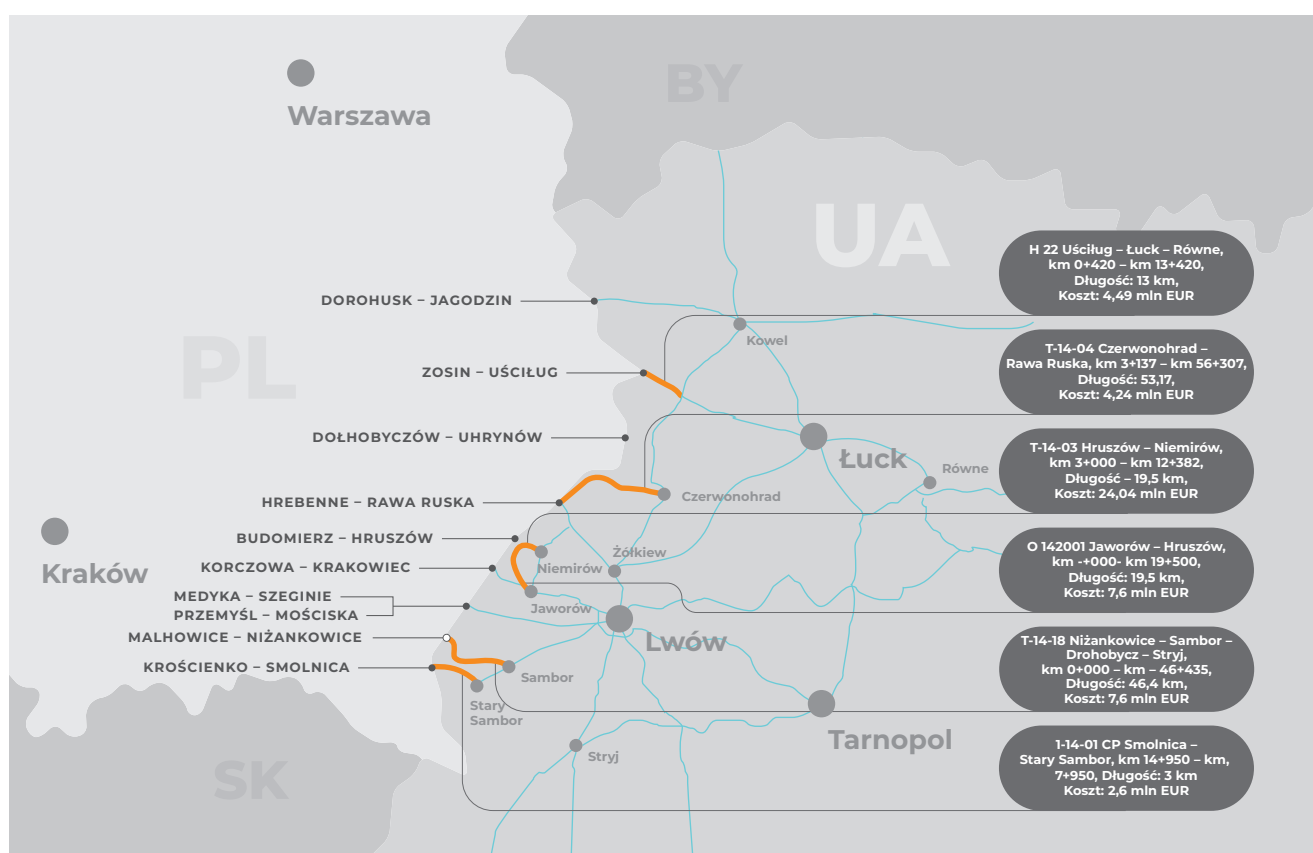 BY
Warszawa
UA
H 22 Uściług – Łuck – Równe,
km 0+420 – km 13+420,
Długość: 13 km,
Koszt: 4,49 mln EUR
DOROHUSK – JAGODZIN
Kowel
PL
T-14-04 Czerwonohrad –
Rawa Ruska, km 3+137 – km 56+307,
Długość: 53,17,
Koszt: 4,24 mln EUR
ZOSIN – UŚCIŁUG
DOŁHOBYCZÓW – UHRYNÓW
Łuck
Równe
T-14-03 Hruszów – Niemirów,
km 3+000 – km 12+382,
Długość – 19,5 km,
Koszt: 24,04 mln EUR
Czerwonohrad
HREBENNE – RAWA RUSKA
BUDOMIERZ – HRUSZÓW
Żółkiew
Kraków
KORCZOWA – KRAKOWIEC
Niemirów
O 142001 Jaworów – Hruszów,
km -+000- km 19+500,
Długość: 19,5 km,
Koszt: 7,6 mln EUR
MEDYKA – SZEGINIE
PRZEMYŚL – MOŚCISKA
Jaworów
MALHOWICE – NIŻANKOWICE
Lwów
KROŚCIENKO – SMOLNICA
Sambor
T-14-18 Niżankowice – Sambor –
Drohobycz – Stryj,
km 0+000 – km – 46+435,
Długość: 46,4 km,
Koszt: 7,6 mln EUR
Stary
Sambor
Tarnopol
Stryj
SK
1-14-01 CP Smolnica –
Stary Sambor, km 14+950 – km,
7+950, Długość: 3 km
Koszt: 2,6 mln EUR